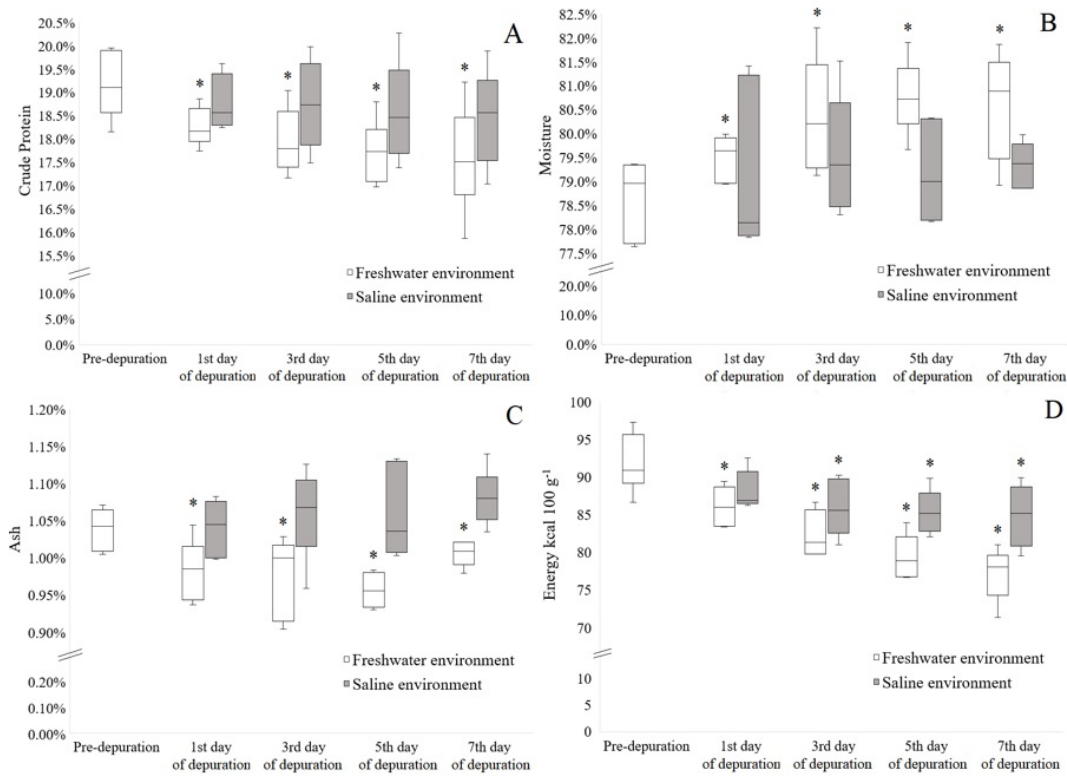 A
20.5%
20.0%
19.5%
19.0%
18.5%
18.0%
17.5%
17.0%
16.5%
16.0%
15.5%
10.0%
0.0%
Crude Protein
* * * *
Freshwater environment
Saline environment
Pre-depuration
1st day of depuration
3rd day of depuration
5th day of depuration
7th day of depuration
B
82.5%
82.0%
81.5%
81.0%
80.5%
80.0%
79.5%
79.0%
78.5%
78.0%
77.5%
20.0%
10.0%
0.0%
Moisture
* * * *
Freshwater environment
Saline environment
Pre-depuration
1st day of depuration
3rd day of depuration
5th day of depuration
7th day of depuration
C
1.20%
1.15%
1.10%
1.05%
1.00%
0.95%
0.90%
0.20%
0.10%
0.00%
Ash
* * * *
Freshwater environment
Saline environment
Pre-depuration
1st day of depuration
3rd day of depuration
5th day of depuration
7th day of depuration
D
100
95
90
85
80
75
70
10
5
0
Energy kcal 100 g-1
* * * * * * *
Freshwater environment
Saline environment
Pre-depuration
1st day of depuration
3rd day of depuration
5th day of depuration
7th day of depuration